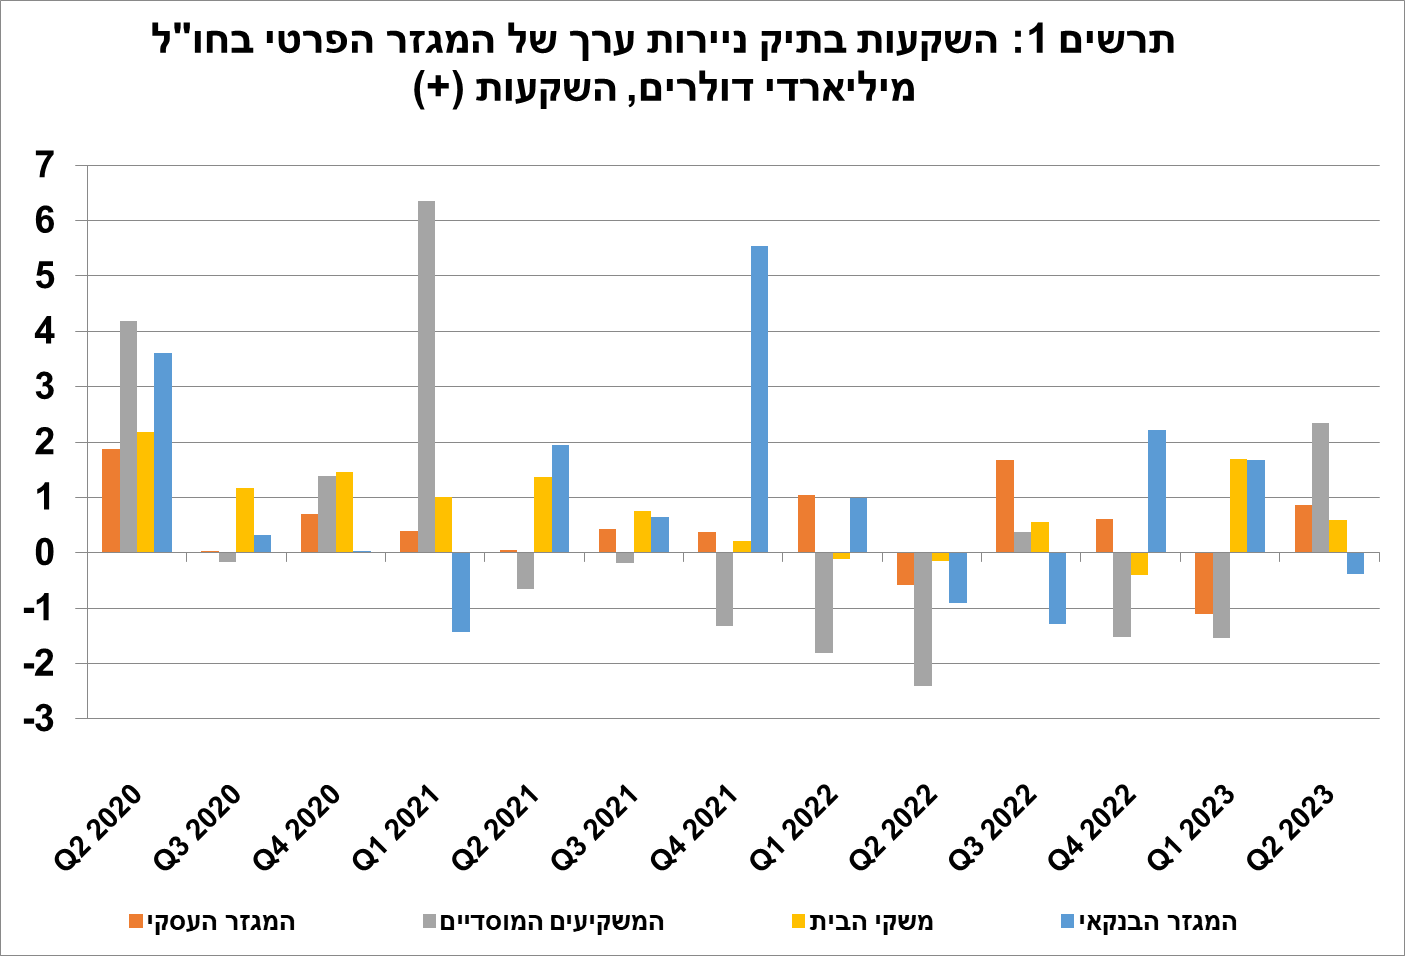 תרשים 1: השקעות בתיק ניירות ערך של המגזר הפרטי בחו"ל
מיליארדי דולרים, השקעות (+)
7
6
5
4
3
2
1
0
-1
-2
-3
Q2 2020
Q3 2020
Q4 2020
Q1 2021
Q2 2021
Q3 2021
Q4 2021
Q1 2022
Q2 2022
Q3 2022
Q4 2022
Q1 2023
Q2 2023
המגזר העסקי
המשקיעים המוסדיים
משקי הבית
המגזר הבנקאי